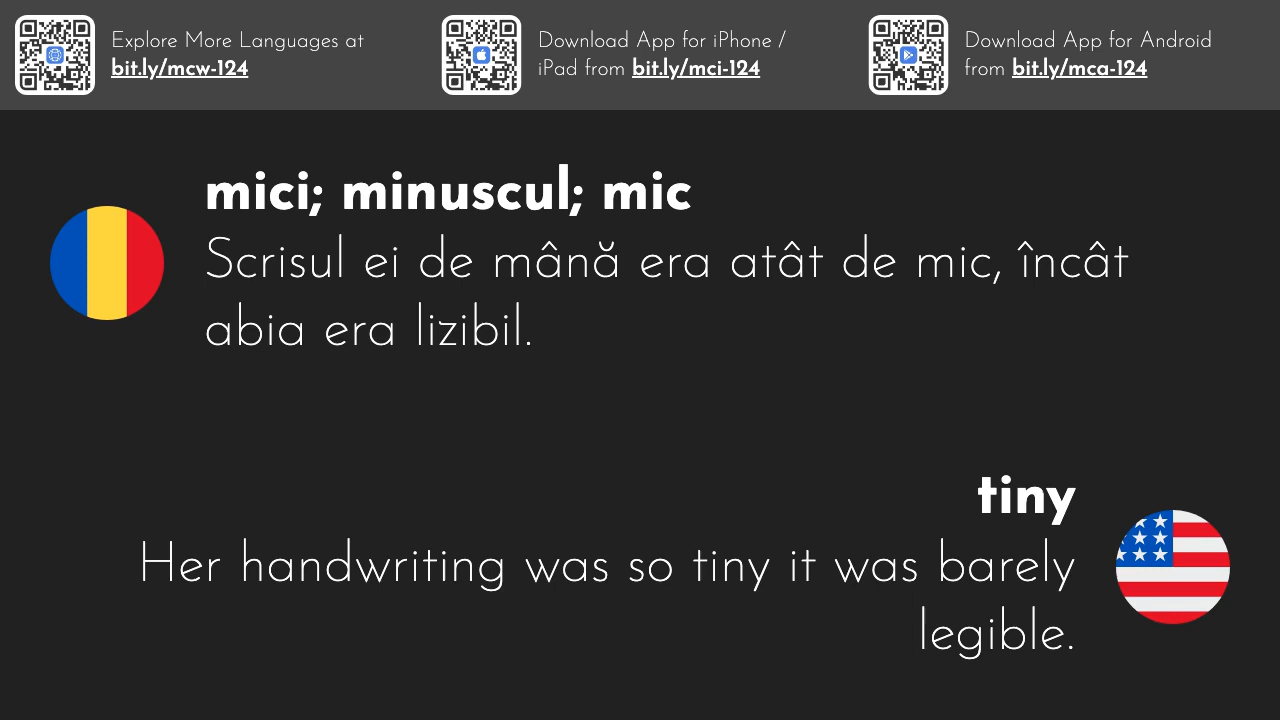 Explore More Languages at
bit.ly/mcw-124
Download App for iPhone /
iPad from bit.ly/mci-124
Download App for Android
from bit.ly/mca-124
mici; minuscul; mic
Scrisul ei de mână era atât de mic, încât
abia era lizibil.
tiny
Her handwriting was so tiny it was barely
legible.